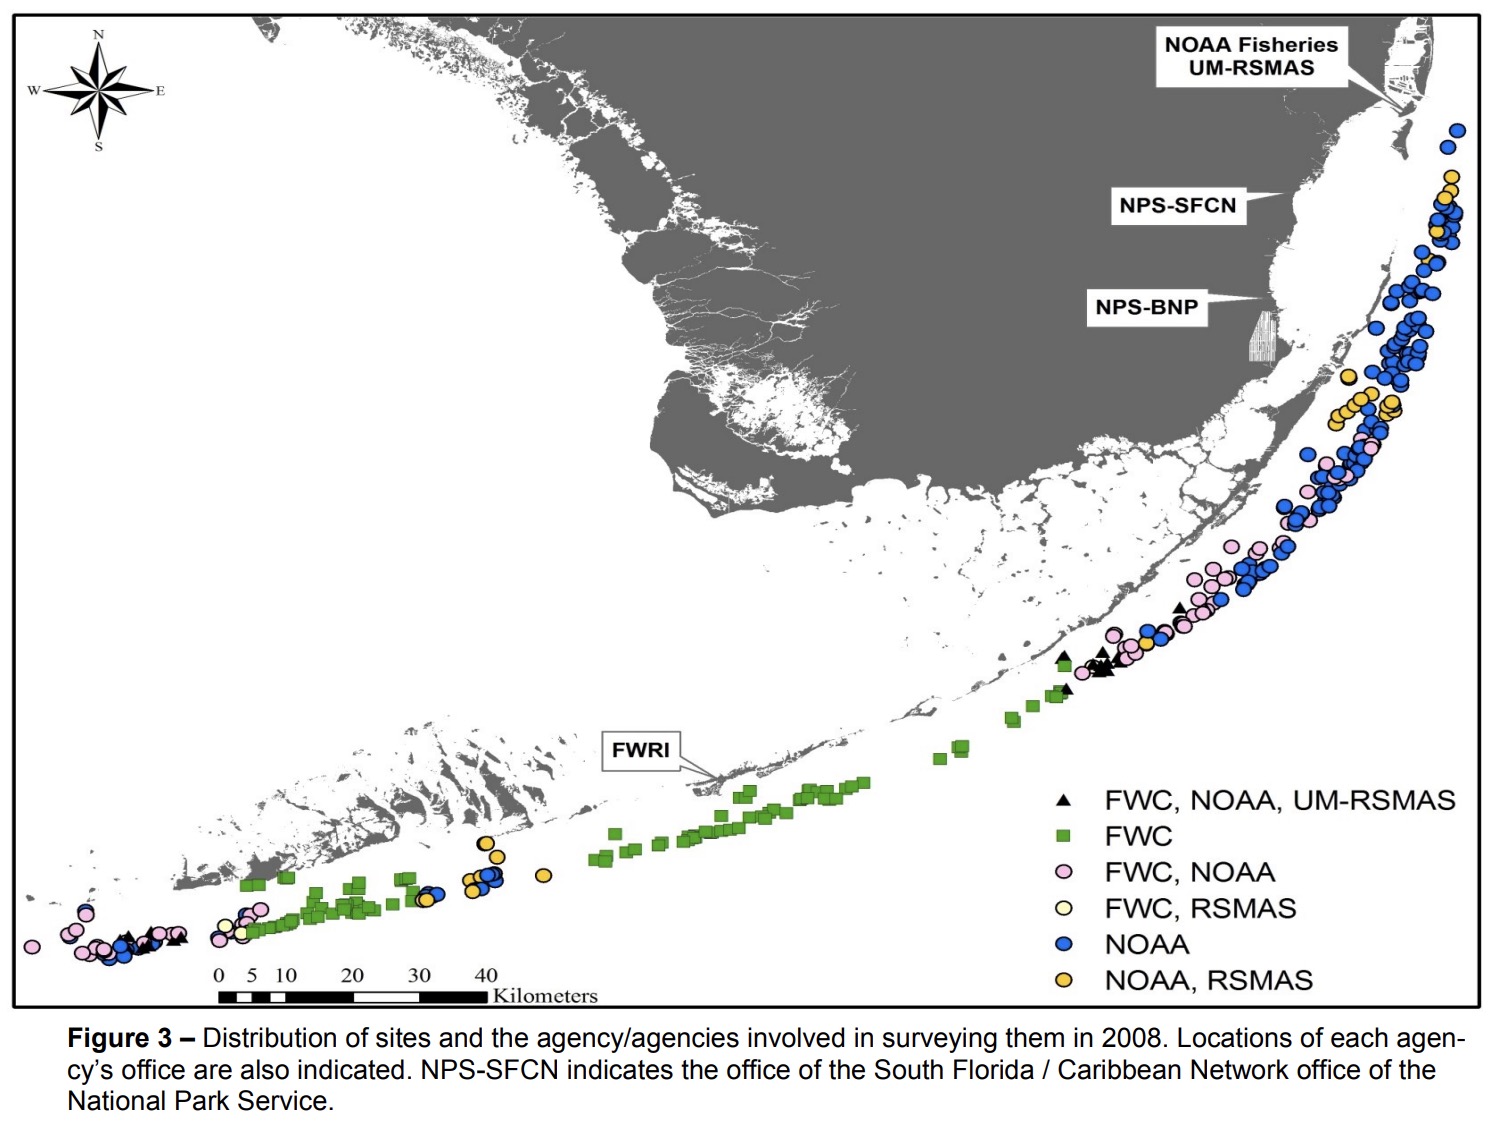 N
W
E
S
NOAA Fisheries
UM-RSMAS
NPS-SFCN
NPS-BNP
FWRI
FWC, NOAA, UM-RSMAS
FWC
FWC, NOAA
FWC, RSMAS
NOAA
NOAA, RSMAS
0 5 10 20 30 40
Kilometers
Figure 3 – Distribution of sites and the agency/agencies involved in surveying them in 2008. Locations of each agen-
cy’s office are also indicated. NPS-SFCN indicates the office of the South Florida / Caribbean Network office of the
National Park Service.